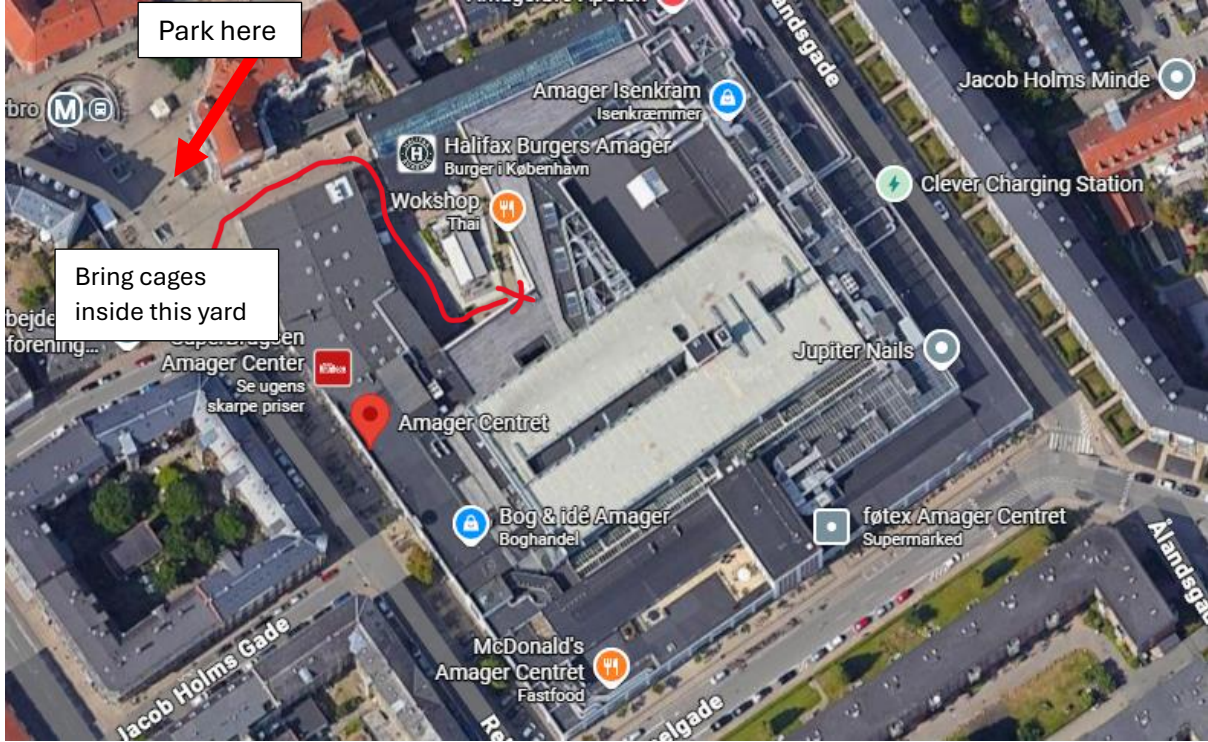 Park here
Ålandsgade
Amager Isenkram
Isenkræmmer
Jacob Holms Minde
M
H
Halifax Burgers Amager
Burger i København
Clever Charging Station
Wokshop
Thai
Bring cages
inside this yard
Amager Center
Se ugens
skarpe priser
Jupiter Nails
Amager Centret
Bog & idé Amager
Boghandel
føtex Amager Centret
Supermarked
Ålandsgade
McDonald's
Amager Centret
Fastfood
Jacob Holms Gade